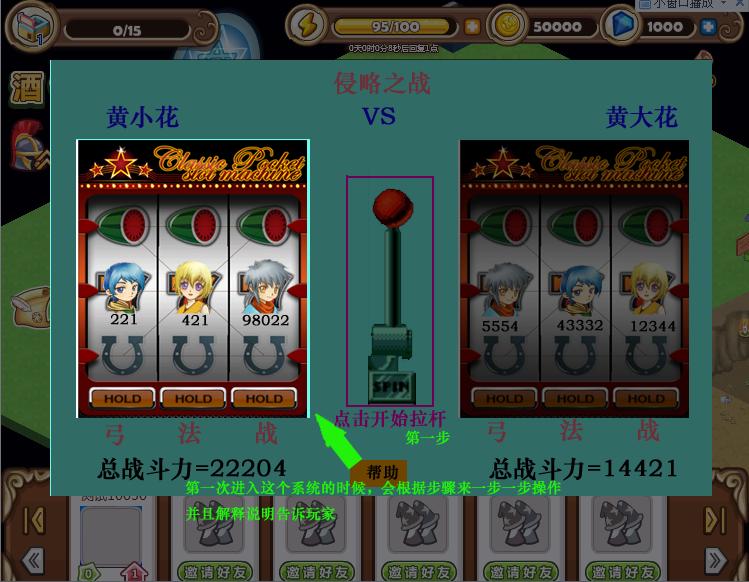 小窗口播放
0/15
95/100
50000
1000
1
0天0时0分8秒后回复1点
酒
侵略之战
黄小花
VS
黄大花
Classic Pocket
slot machine
Classic Pocket
slot machine
221
421
98022
5554
43332
12344
SPIN
HOLD
HOLD
HOLD
HOLD
HOLD
HOLD
点击开始拉杆
弓
法
战
第一步
弓
法
战
总战斗力=22204
帮助
总战斗力=14421
第一次进入这个系统的时候，会根据步骤来一步一步操作
并且解释说明告诉玩家
0
1
邀请好友
邀请好友
邀请好友
邀请好友
邀请好友